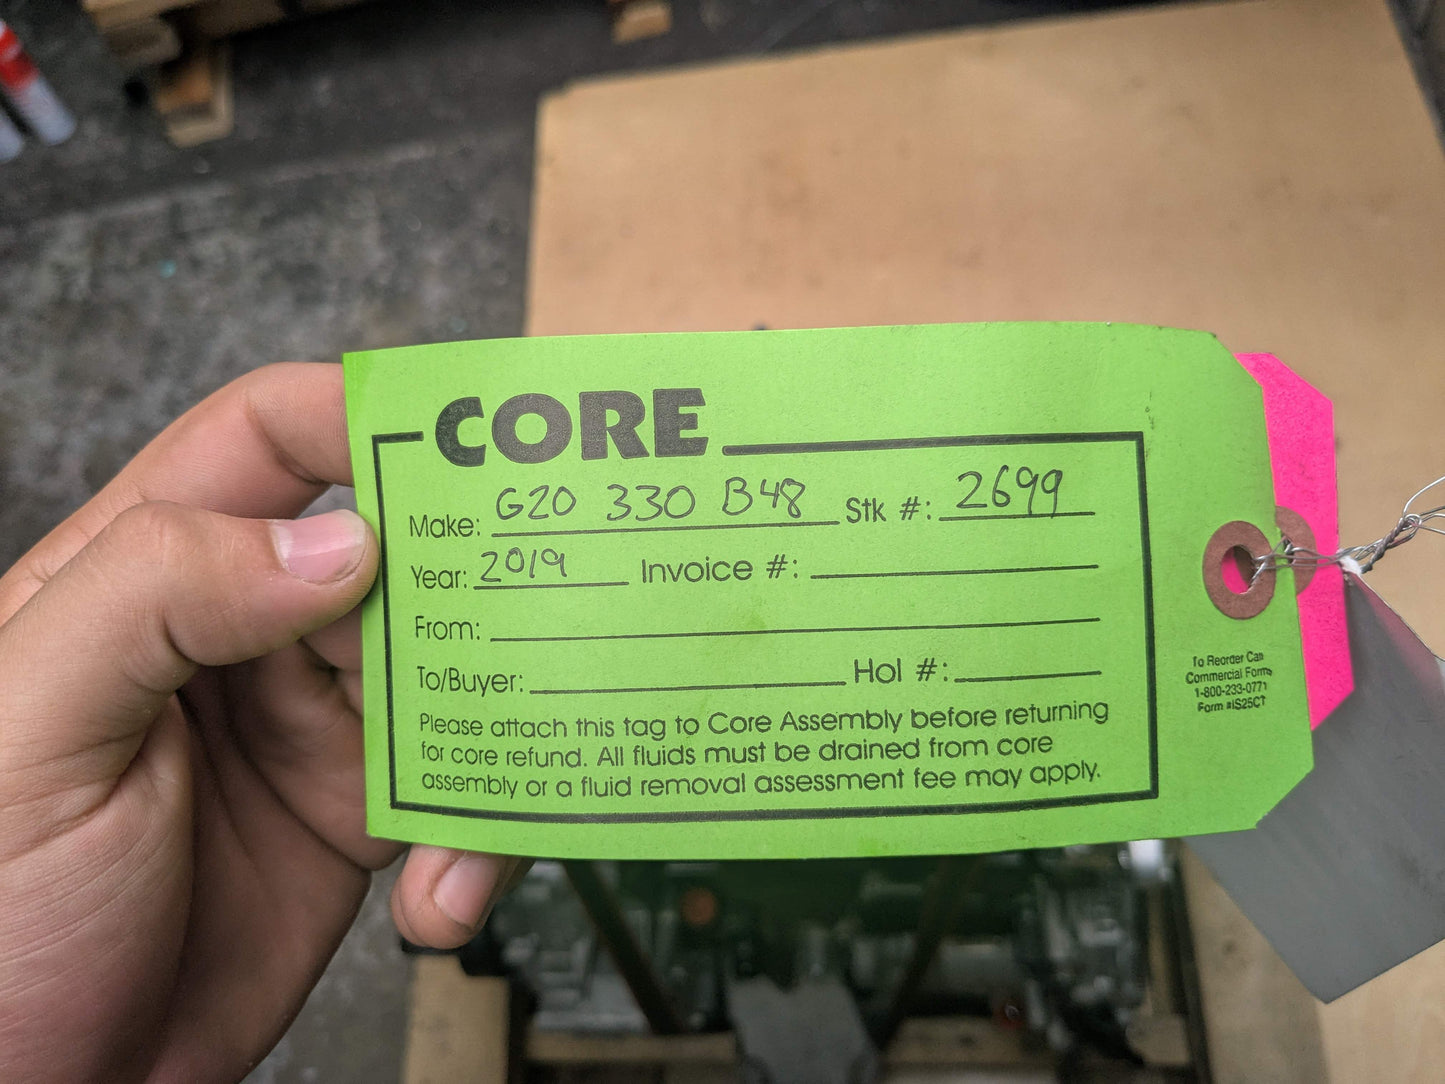 CORE
Make: G20 330 B48 Stk #: 2699
Year: 2019 Invoice #:
From:
To/Buyer: Hol #:
Please attach this tag to Core Assembly before returning
for core refund. All fluids must be drained from core
assembly or a fluid removal assessment fee may apply.
To Reorder Call
Commercial Forms
1-800-233-0771
Form #IS25CT